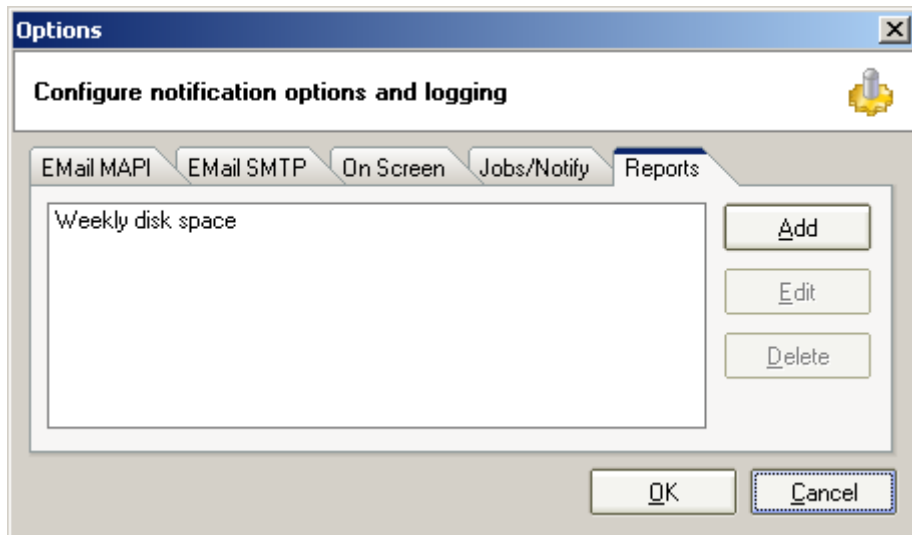 Options
Configure notification options and logging
EMail MAPI EMail SMTP On Screen Jobs/Notify Reports
Weekly disk space
Add
Edit
Delete
OK Cancel